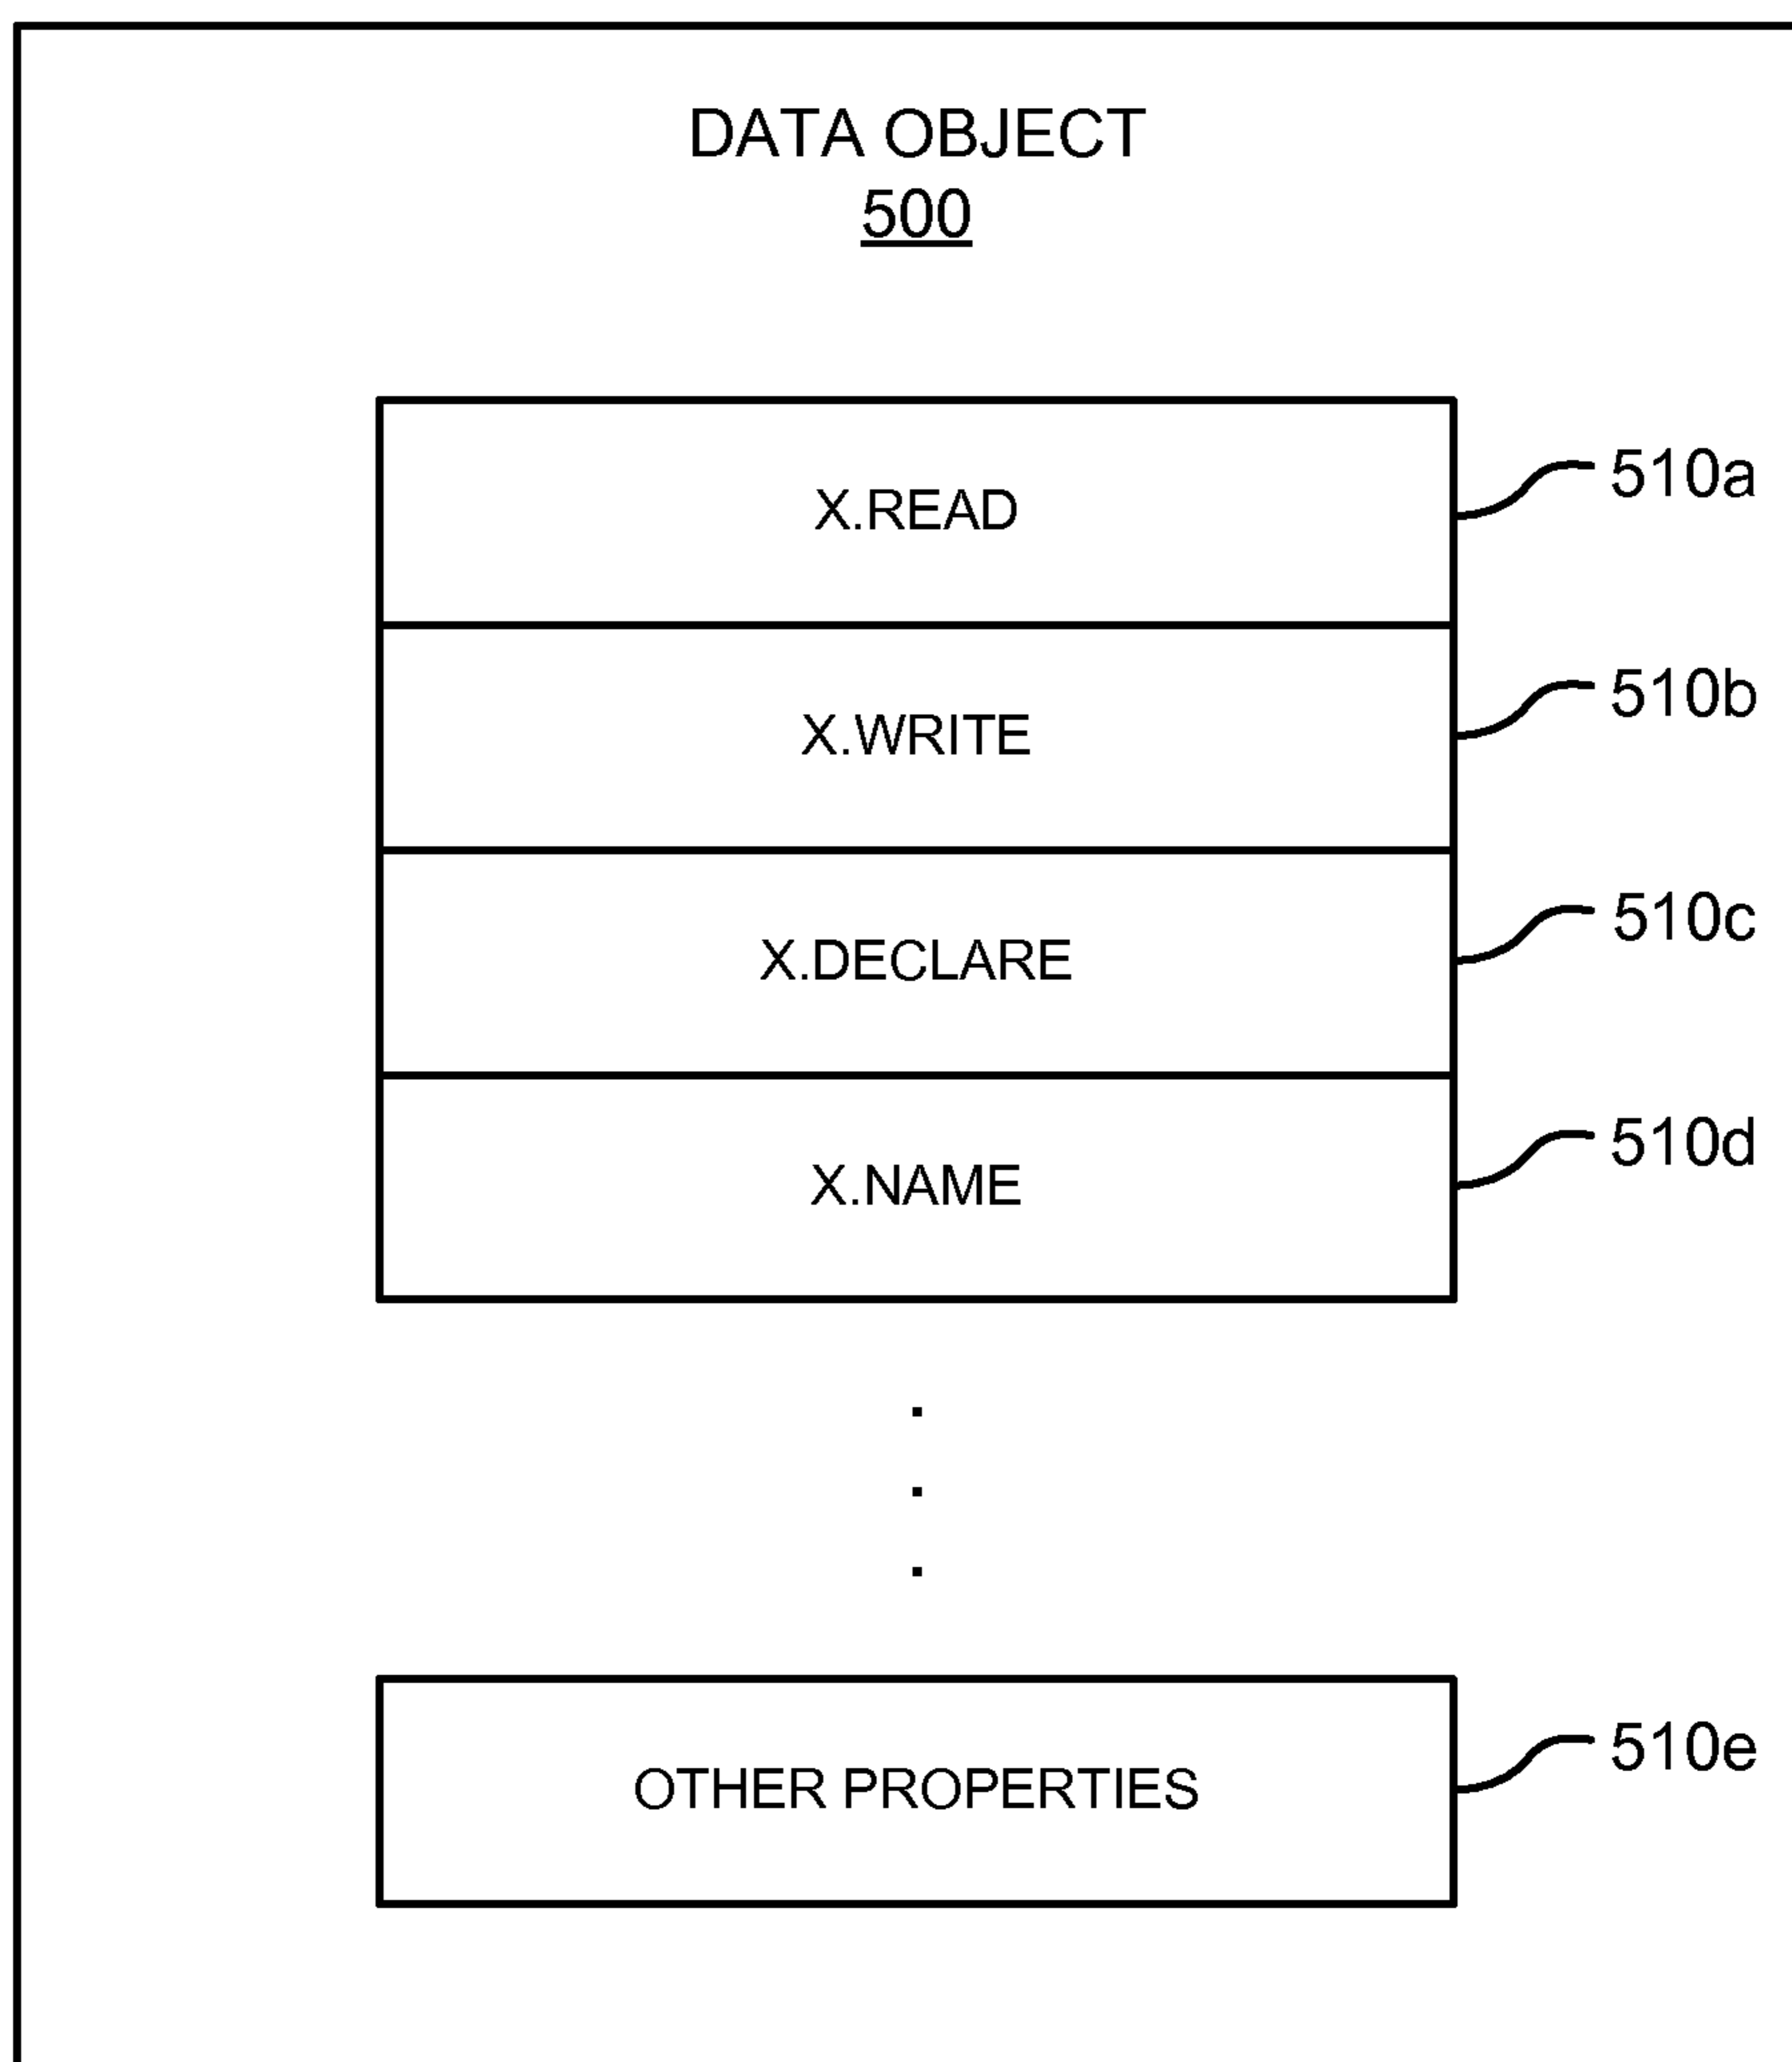 DATA OBJECT
500
X.READ
510a
X.WRITE
510b
X.DECLARE
510c
X.NAME
510d
OTHER PROPERTIES
510e